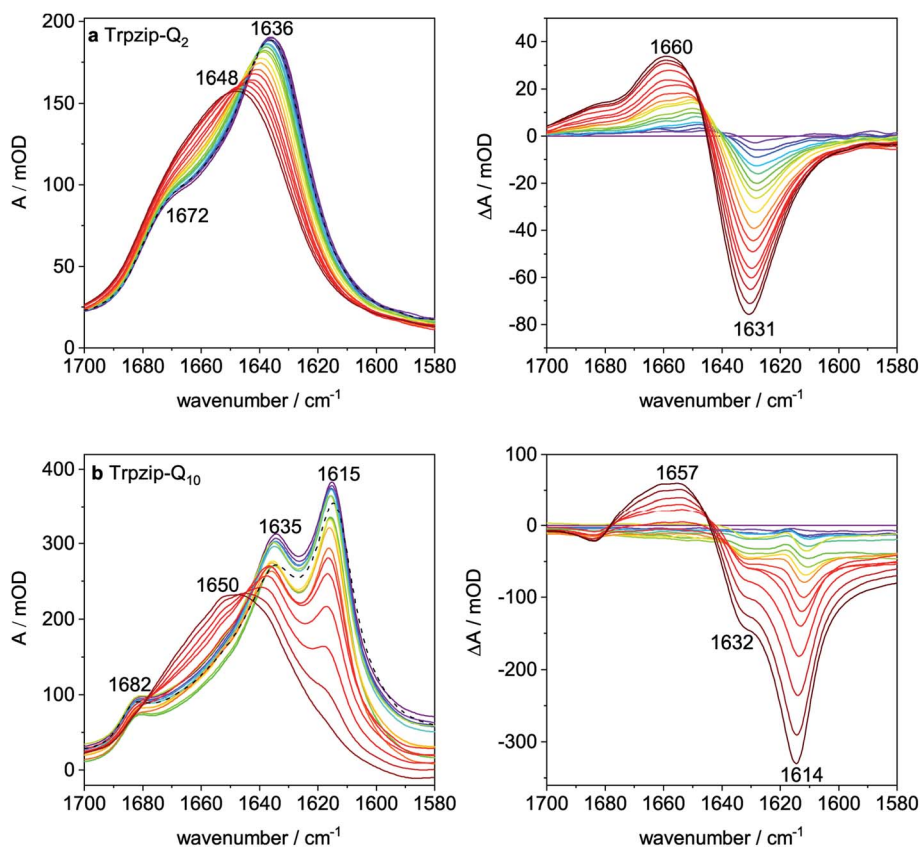 a Trpzip-Q₂
1636
1648
1672
200
150
100
50
0
A / mOD
1700 1680 1660 1640 1620 1600 1580
wavenumber / cm⁻¹
1660
1631
40
20
0
-20
-40
-60
-80
ΔA / mOD
1700 1680 1660 1640 1620 1600 1580
wavenumber / cm⁻¹
b Trpzip-Q₁₀
1615
1635
1650
1682
400
300
200
100
0
A / mOD
1700 1680 1660 1640 1620 1600 1580
wavenumber / cm⁻¹
1657
1632
1614
100
0
-100
-200
-300
ΔA / mOD
1700 1680 1660 1640 1620 1600 1580
wavenumber / cm⁻¹